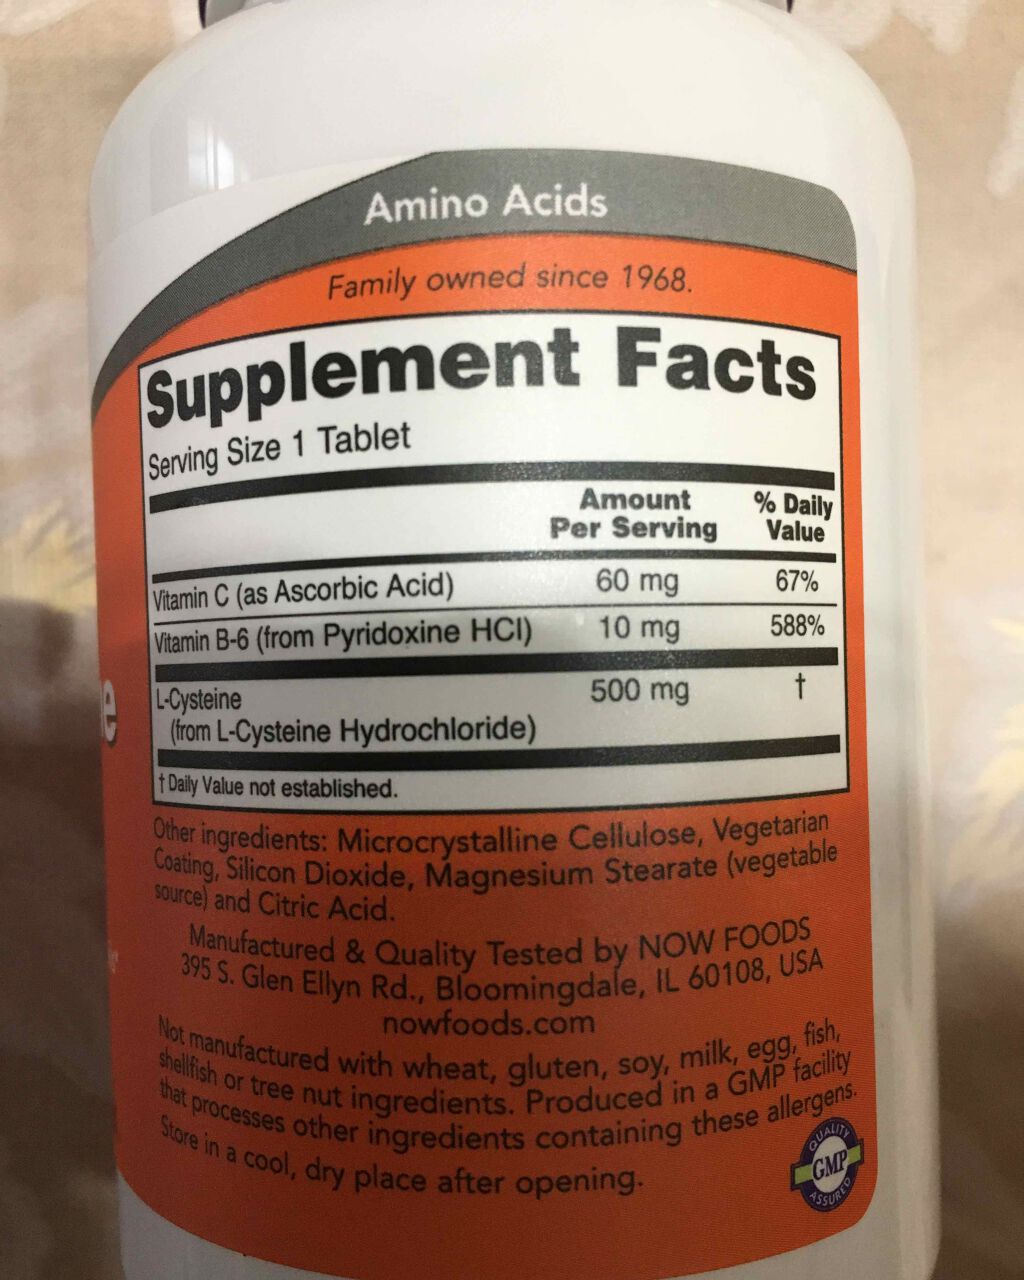 Amino Acids
Family owned since 1968.
Supplement Facts
Serving Size 1 Tablet
Amount Per Serving % Daily Value
Vitamin C (as Ascorbic Acid) 60 mg 67%
Vitamin B-6 (from Pyridoxine HCl) 10 mg 588%
L-Cysteine 500 mg †
(from L-Cysteine Hydrochloride)
† Daily Value not established.
Other ingredients: Microcrystalline Cellulose, Vegetarian
Coating, Silicon Dioxide, Magnesium Stearate (vegetable
source) and Citric Acid.
Manufactured & Quality Tested by NOW FOODS
395 S. Glen Ellyn Rd., Bloomingdale, IL 60108, USA
nowfoods.com
Not manufactured with wheat, gluten, soy, milk, egg, fish,
shellfish or tree nut ingredients. Produced in a GMP facility
that processes other ingredients containing these allergens.
Store in a cool, dry place after opening.
QUALITY
GMP
ASSURED